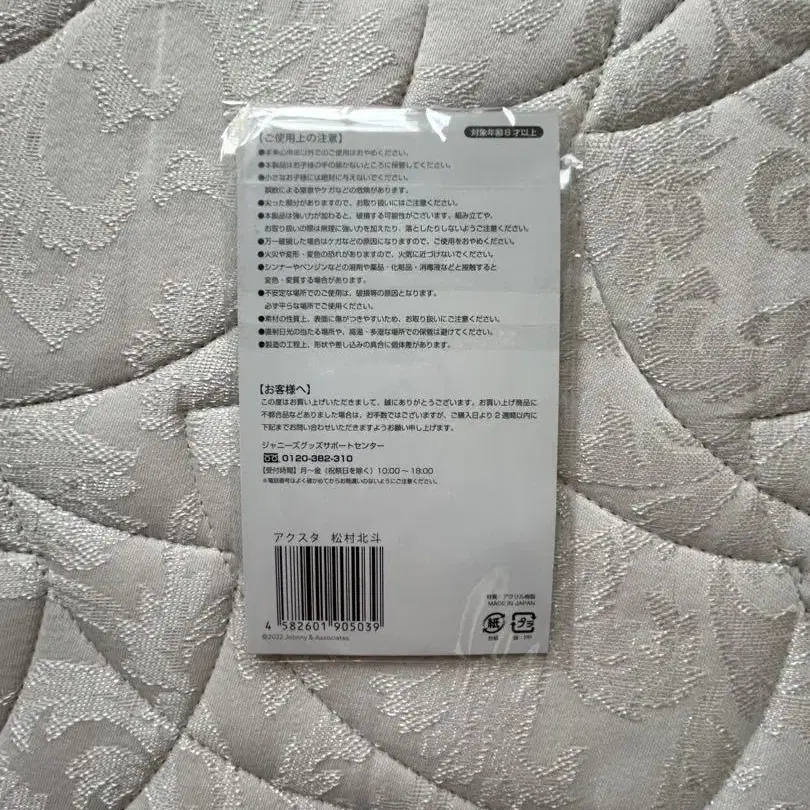 【ご使用上の注意】
対象年齢8才以上
●本来の用途以外でのご使用はおやめください。
●本製品はお子様の手の届かないところに保管してください。
●小さなお子様には絶対に与えないでください。
誤飲による窒息やケガなどの危険があります。
●尖った部分がありますので、お取り扱いにはご注意ください。
●本製品は強い力が加わると、破損する可能性がございます。組み立てや、
お取り扱いの際は無理に強い力を加えたり、落としたりしないようご注意ください。
●万一破損した場合はケガなどの原因になりますので、ご使用をおやめください。
●火災や変形・変色の恐れがありますので、火気に近づけないでください。
●シンナーやベンジンなどの溶剤や薬品・化粧品・消毒液などと接触すると
変色・変質する場合があります。
●不安定な場所でのご使用は、破損等の原因となります。
必ず平らな場所でご使用ください。
●素材の性質上、表面に傷がつきやすいため、お取り扱いにご注意ください。
●直射日光の当たる場所や、高温・多湿な場所での保管は避けてください。
●製造の工程上、形状や差し込みの具合に個体差があります。
【お客様へ】
この度はお買い上げいただきまして、誠にありがとうございます。お買い上げ商品に
不都合品などありました場合は、お手数ではございますが、ご購入日より2週間以内に
下記までお問い合わせいただきますようお願い申し上げます。
ジャニーズグッズサポートセンター
0120-382-310
【受付時間】月～金（祝祭日を除く）10:00～18:00
※電話番号はよく確かめてからお間違いのないようにご注意ください。
アクスタ 松村北斗
4 582601 905039
©2022 Johnny & Associates
材質：アクリル樹脂
MADE IN JAPAN
紙 プラ
台紙 袋：PP